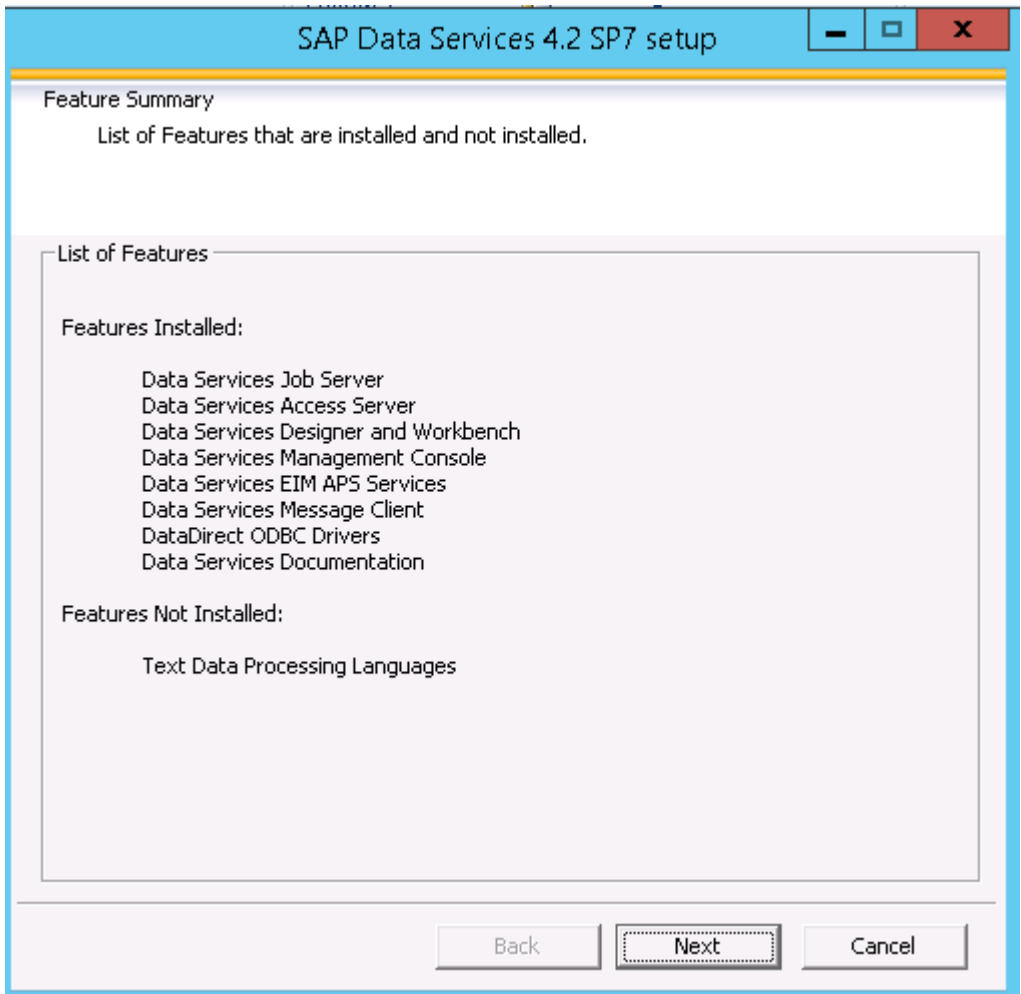 SAP Data Services 4.2 SP7 setup
Feature Summary
List of Features that are installed and not installed.
List of Features
Features Installed:
Data Services Job Server
Data Services Access Server
Data Services Designer and Workbench
Data Services Management Console
Data Services EIM APS Services
Data Services Message Client
DataDirect ODBC Drivers
Data Services Documentation
Features Not Installed:
Text Data Processing Languages
Back Next Cancel